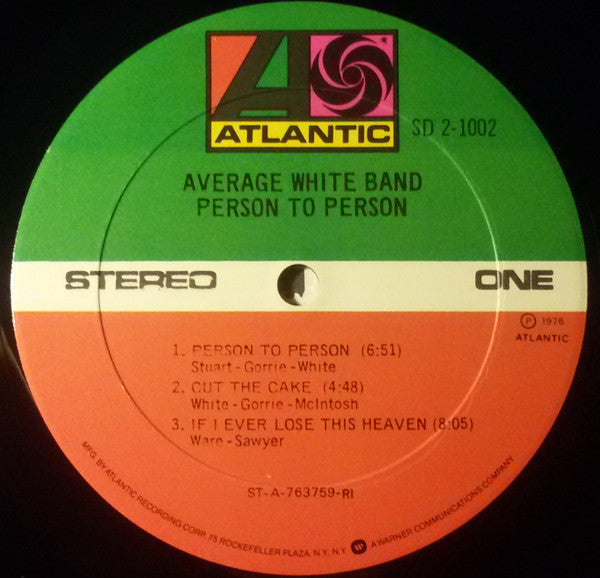 ATLANTIC
SD 2-1002
AVERAGE WHITE BAND
PERSON TO PERSON
STEREO
ONE
℗ 1976
ATLANTIC
1. PERSON TO PERSON (6:51)
Stuart - Gorrie - White
2. CUT THE CAKE (4:48)
White - Gorrie - McIntosh
3. IF I EVER LOSE THIS HEAVEN (8:05)
Ware - Sawyer
ST-A-763759-RI
MFG. BY ATLANTIC RECORDING CORP. 75 ROCKEFELLER PLAZA, N.Y. N.Y. A WARNER COMMUNICATIONS COMPANY